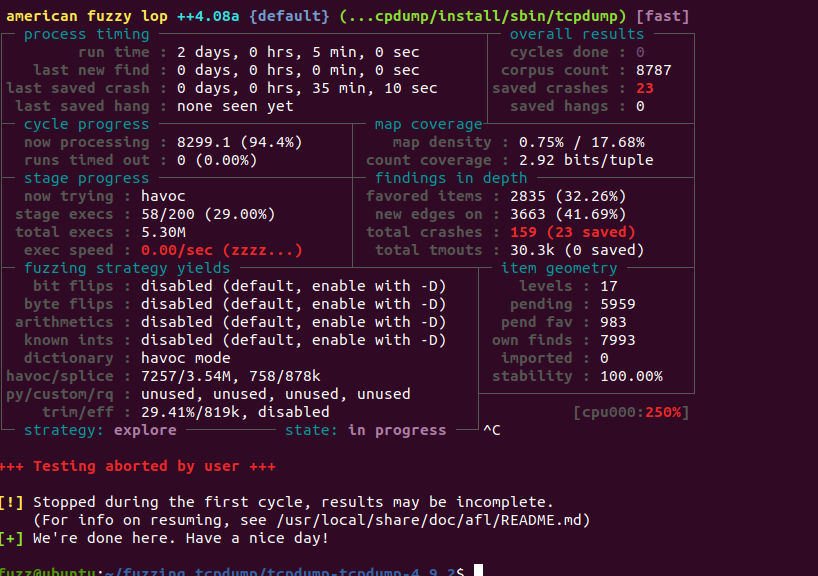 american fuzzy lop ++4.08a {default} (...cpdump/install/sbin/tcpdump) [fast]
process timing overall results
run time : 2 days, 0 hrs, 5 min, 0 sec cycles done : 0
last new find : 0 days, 0 hrs, 0 min, 0 sec corpus count : 8787
last saved crash : 0 days, 0 hrs, 35 min, 10 sec saved crashes : 23
last saved hang : none seen yet saved hangs : 0
cycle progress map coverage
now processing : 8299.1 (94.4%) map density : 0.75% / 17.68%
runs timed out : 0 (0.00%) count coverage : 2.92 bits/tuple
stage progress findings in depth
now trying : havoc favored items : 2835 (32.26%)
stage execs : 58/200 (29.00%) new edges on : 3663 (41.69%)
total execs : 5.30M total crashes : 159 (23 saved)
exec speed : 0.00/sec (zzzz...) total tmouts : 30.3k (0 saved)
fuzzing strategy yields item geometry
bit flips : disabled (default, enable with -D) levels : 17
byte flips : disabled (default, enable with -D) pending : 5959
arithmetics : disabled (default, enable with -D) pend fav : 983
known ints : disabled (default, enable with -D) own finds : 7993
dictionary : havoc mode imported : 0
havoc/splice : 7257/3.54M, 758/878k stability : 100.00%
py/custom/rq : unused, unused, unused, unused
trim/eff : 29.41%/819k, disabled [cpu000:250%]
strategy: explore state: in progress ^C
+++ Testing aborted by user +++
[!] Stopped during the first cycle, results may be incomplete.
(For info on resuming, see /usr/local/share/doc/afl/README.md)
[+] We're done here. Have a nice day!
fuzz@ubuntu:~/fuzzing_tcpdump/tcpdump-tcpdump-4.9.2$